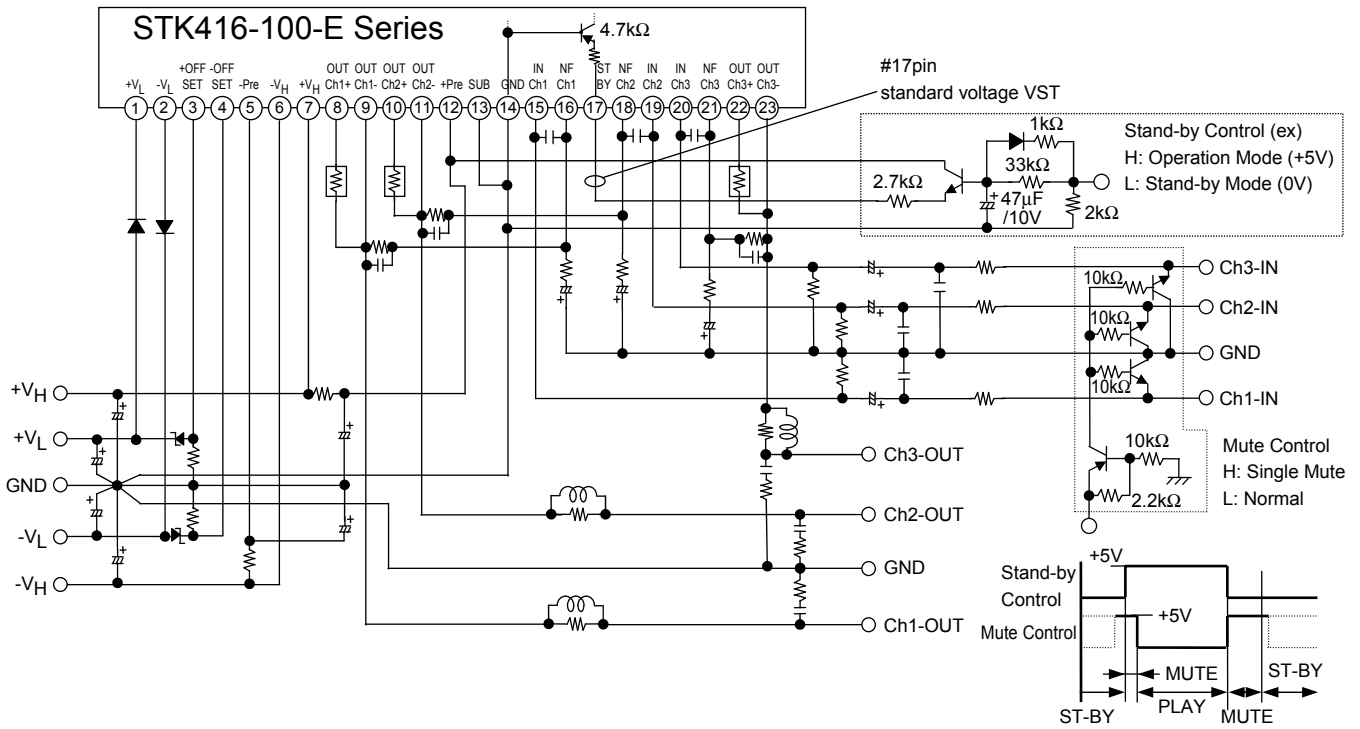 STK416-100-E Series
4.7kΩ
+VL
-VL
+OFF SET
-OFF SET
-Pre
-VH
+VH
OUT Ch1+
OUT Ch1-
OUT Ch2+
OUT Ch2-
+Pre
SUB
GND
IN Ch1
NF Ch1
ST BY
NF Ch2
IN Ch2
IN Ch3
NF Ch3
OUT Ch3+
OUT Ch3-
1 2 3 4 5 6 7 8 9 10 11 12 13 14 15 16 17 18 19 20 21 22 23
#17pin
standard voltage VST
1kΩ
33kΩ
2.7kΩ
+
47μF
/10V
2kΩ
Stand-by Control (ex)
H: Operation Mode (+5V)
L: Stand-by Mode (0V)
10kΩ
Ch3-IN
Ch2-IN
10kΩ
GND
10kΩ
Ch1-IN
+VH
+VL
GND
-VL
-VH
Ch3-OUT
Ch2-OUT
GND
Ch1-OUT
10kΩ
2.2kΩ
Mute Control
H: Single Mute
L: Normal
+5V
Stand-by
Control
+5V
Mute Control
MUTE
ST-BY
PLAY
ST-BY
MUTE